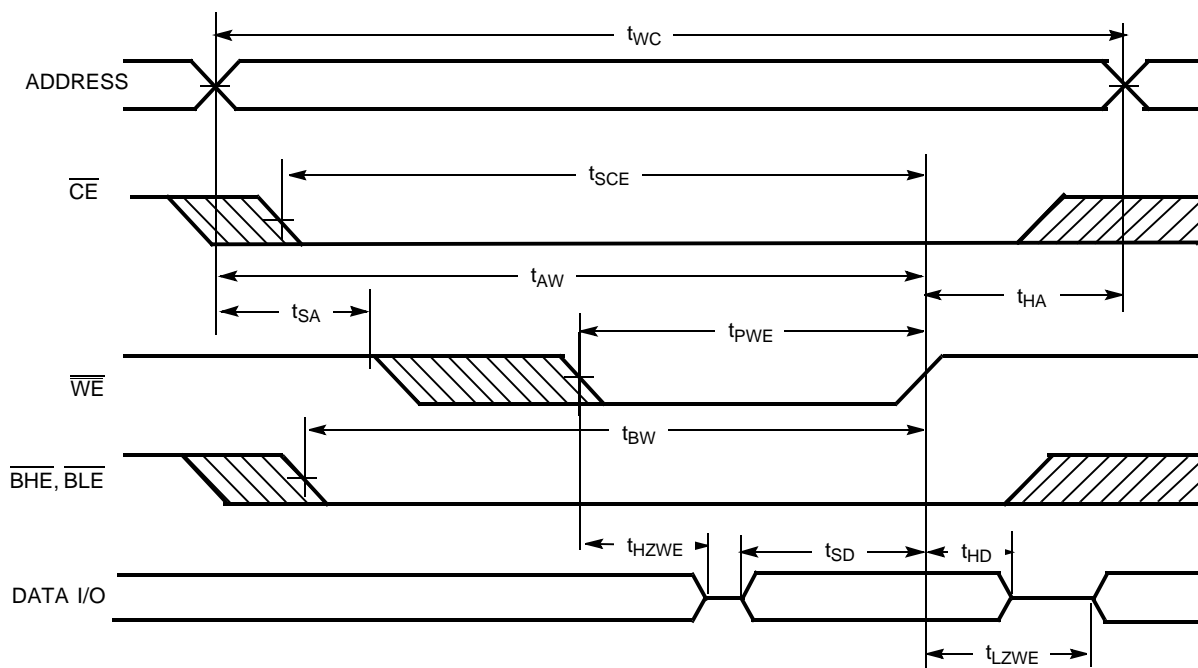 tWC
ADDRESS
tSCE
CE
tAW
tSA
tHA
tPWE
WE
tBW
BHE, BLE
tHZWE
tSD
tHD
DATA I/O
tLZWE